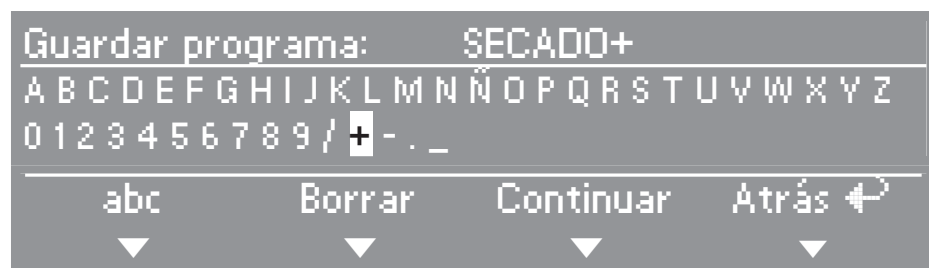 Guardar programa: SECADO+
A B C D E F G H I J K L M N Ñ O P Q R S T U V W X Y Z
0 1 2 3 4 5 6 7 8 9 / + - . _
abc Borrar Continuar Atrás